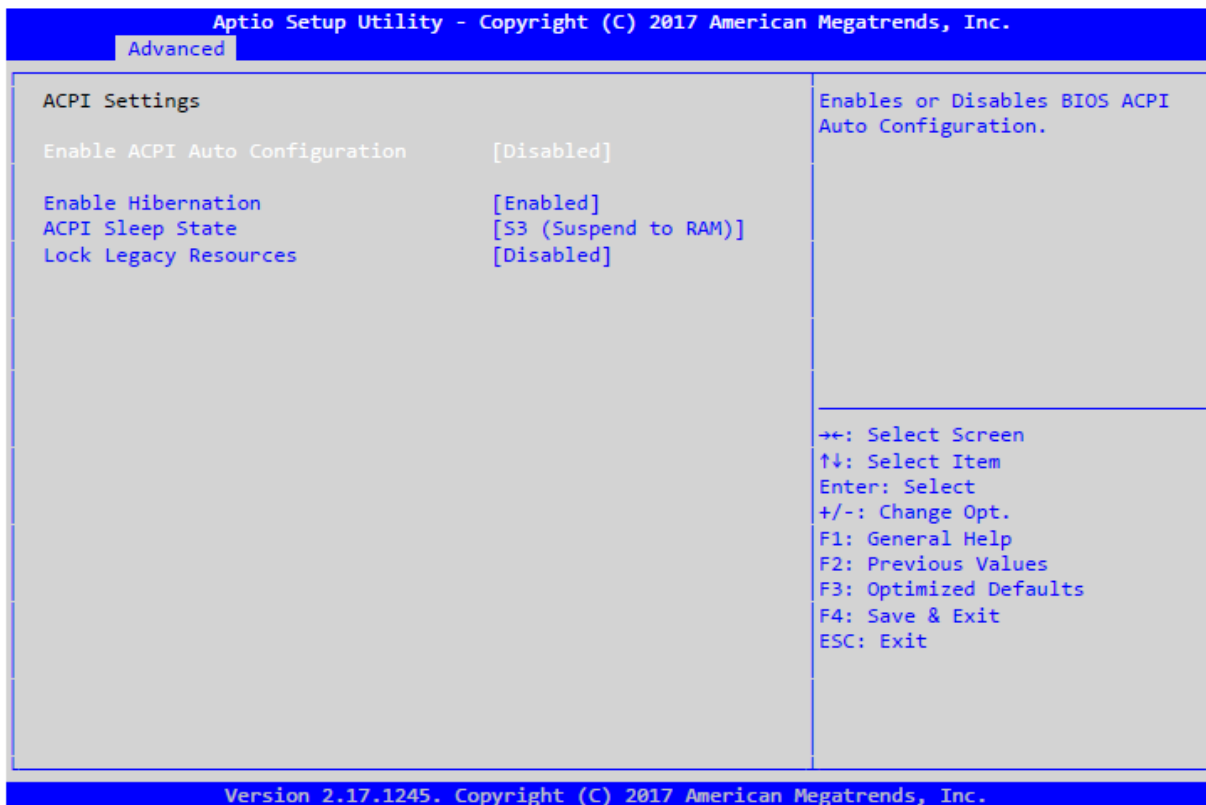 Aptio Setup Utility - Copyright (C) 2017 American Megatrends, Inc.
Advanced
ACPI Settings
Enable ACPI Auto Configuration [Disabled]
Enable Hibernation [Enabled]
ACPI Sleep State [S3 (Suspend to RAM)]
Lock Legacy Resources [Disabled]
Enables or Disables BIOS ACPI
Auto Configuration.
→←: Select Screen
↑↓: Select Item
Enter: Select
+/-: Change Opt.
F1: General Help
F2: Previous Values
F3: Optimized Defaults
F4: Save & Exit
ESC: Exit
Version 2.17.1245. Copyright (C) 2017 American Megatrends, Inc.